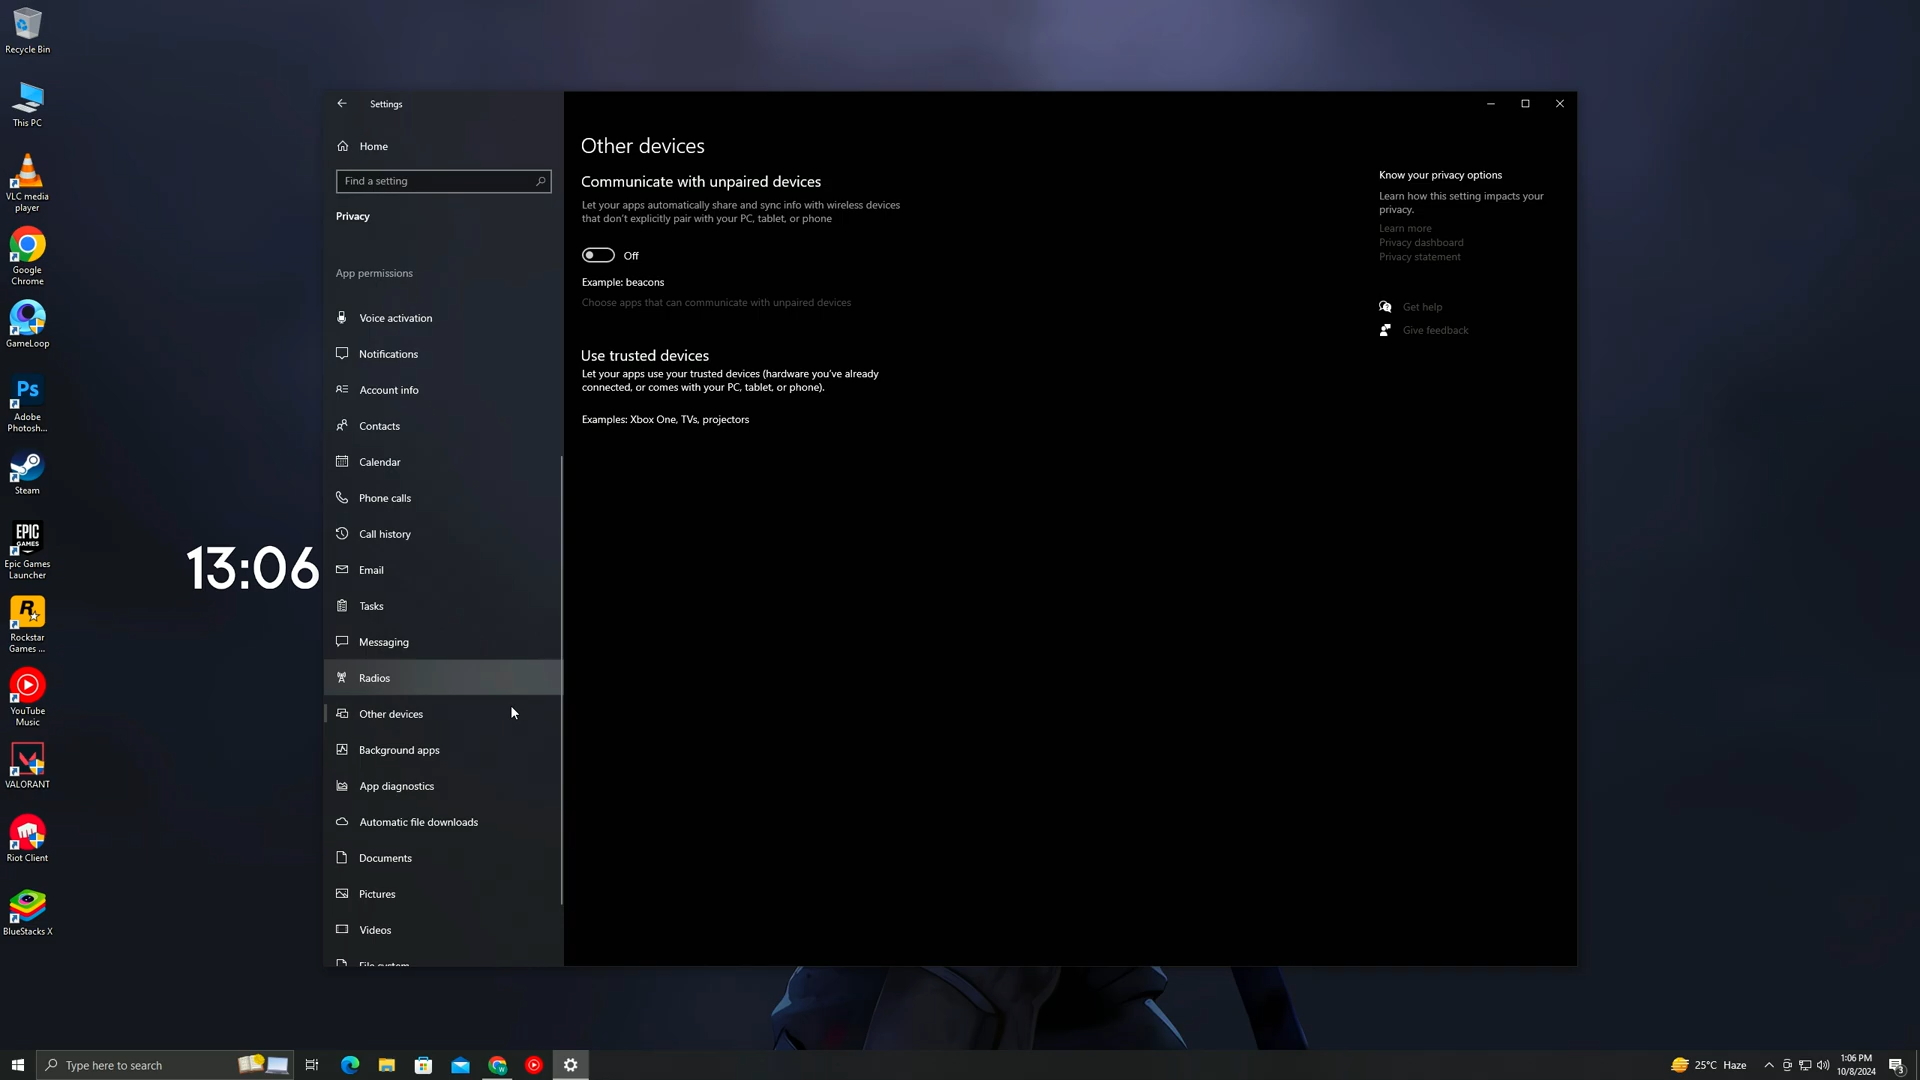 Recycle Bin
This PC
VLC media
player
Google
Chrome
GameLoop
Ps
Adobe
Photosh...
Steam
EPIC
GAMES
Epic Games
Launcher
R
Rockstar
Games ...
YouTube
Music
VALORANT
Riot Client
BlueStacks X
13:06
Settings
Home
Find a setting
Privacy
App permissions
Voice activation
Notifications
Account info
Contacts
Calendar
Phone calls
Call history
Email
Tasks
Messaging
Radios
Other devices
Background apps
App diagnostics
Automatic file downloads
Documents
Pictures
Videos
File system
Other devices
Communicate with unpaired devices
Let your apps automatically share and sync info with wireless devices
that don't explicitly pair with your PC, tablet, or phone
Off
Example: beacons
Choose apps that can communicate with unpaired devices
Use trusted devices
Let your apps use your trusted devices (hardware you've already
connected, or comes with your PC, tablet, or phone).
Examples: Xbox One, TVs, projectors
Know your privacy options
Learn how this setting impacts your
privacy.
Learn more
Privacy dashboard
Privacy statement
Get help
Give feedback
Type here to search
25°C Haze
1:06 PM
10/8/2024
3